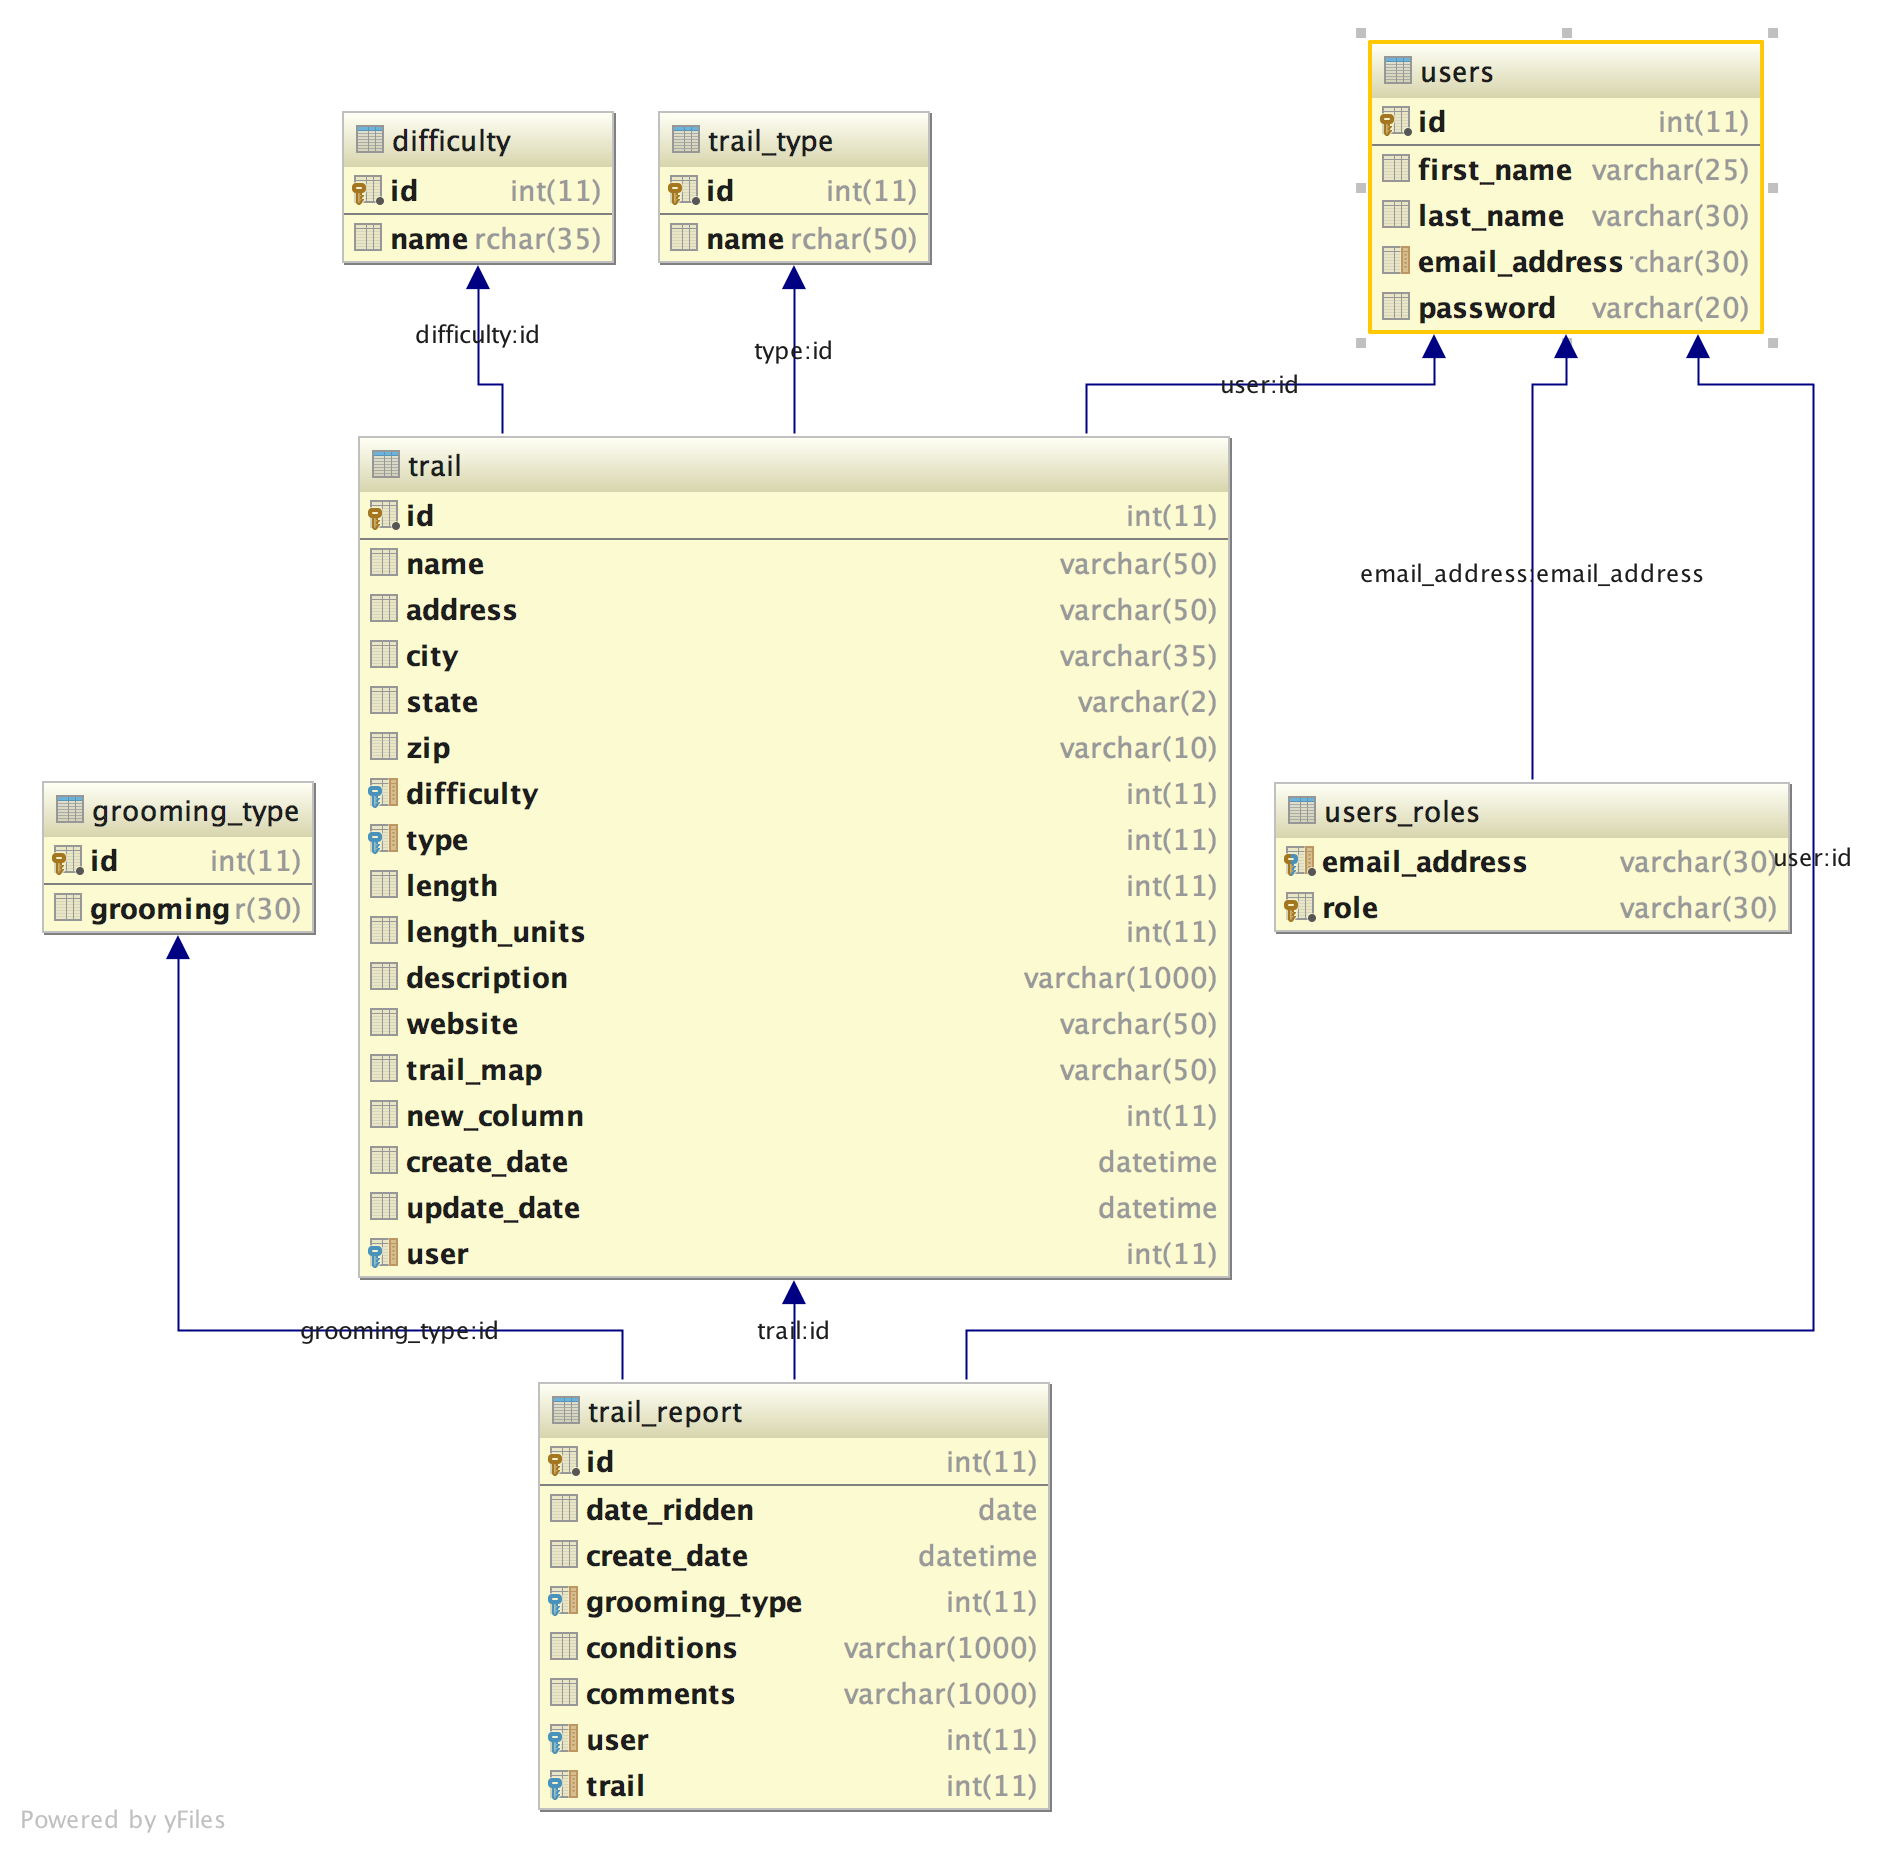 users
id int(11)
first_name varchar(25)
last_name varchar(30)
email_address char(30)
password varchar(20)
difficulty
id int(11)
name rchar(35)
trail_type
id int(11)
name rchar(50)
difficulty:id
type:id
user:id
trail
id int(11)
name varchar(50)
address varchar(50)
city varchar(35)
state varchar(2)
zip varchar(10)
difficulty int(11)
type int(11)
length int(11)
length_units int(11)
description varchar(1000)
website varchar(50)
trail_map varchar(50)
new_column int(11)
create_date datetime
update_date datetime
user int(11)
email_address:email_address
grooming_type
id int(11)
grooming r(30)
users_roles
email_address varchar(30)
role varchar(30)
user:id
grooming_type:id
trail:id
trail_report
id int(11)
date_ridden date
create_date datetime
grooming_type int(11)
conditions varchar(1000)
comments varchar(1000)
user int(11)
trail int(11)
Powered by yFiles